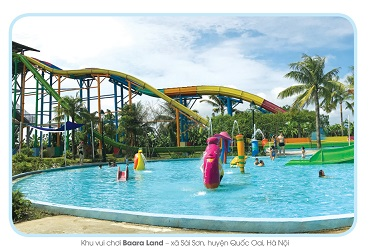 Khu vui chơi Baara Land – xã Sài Sơn, huyện Quốc Oai, Hà Nội